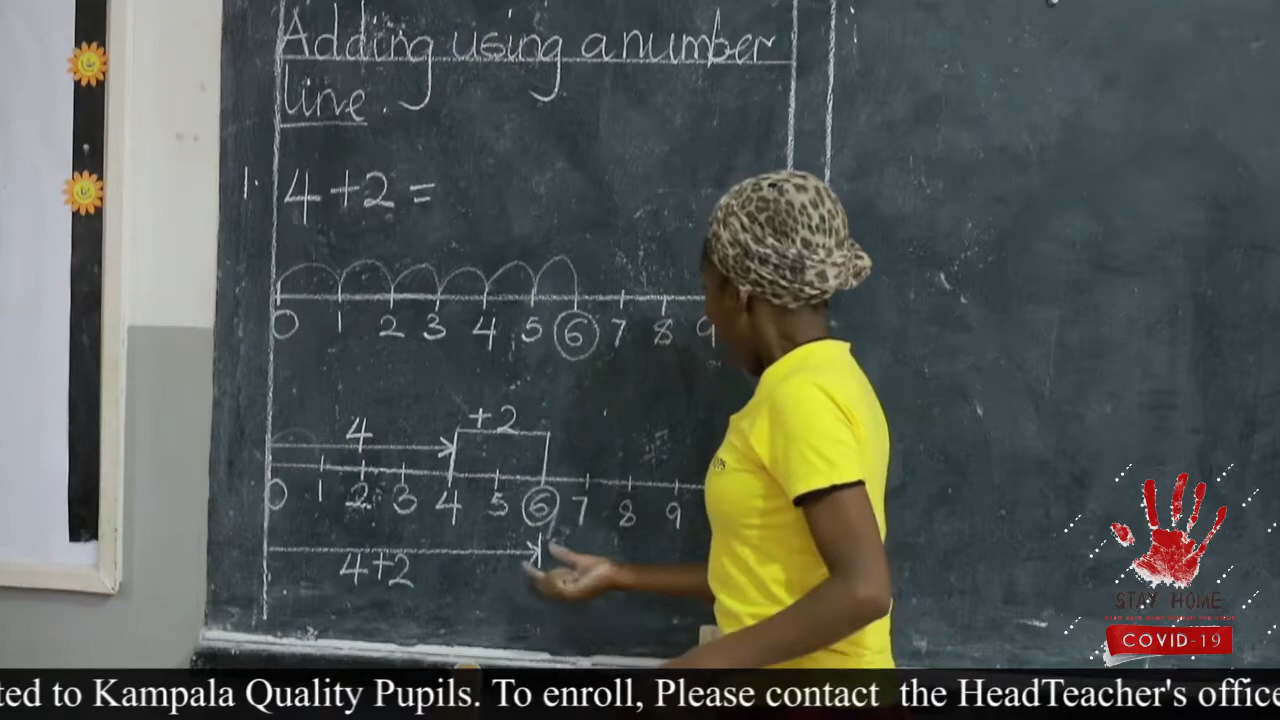 Adding using a number
line.
1. 4+2=
0 1 2 3 4 5 6 7 8 9
4 +2
0 1 2 3 4 5 6 7 8 9
4+2
STAY HOME
COVID-19
ted to Kampala Quality Pupils. To enroll, Please contact the HeadTeacher's office